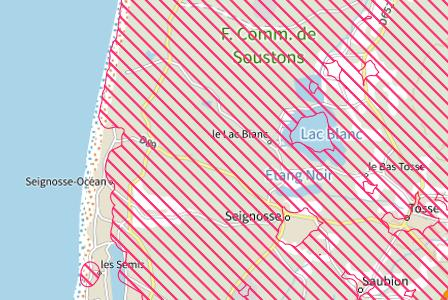 F. Comm. de
Soustons
D652
D89
le Lac Blanc
Lac Blanc
le Bas Tosse
Etang Noir
Seignosse-Océan
Seignosse
Tosse
les Sémis
Saubion